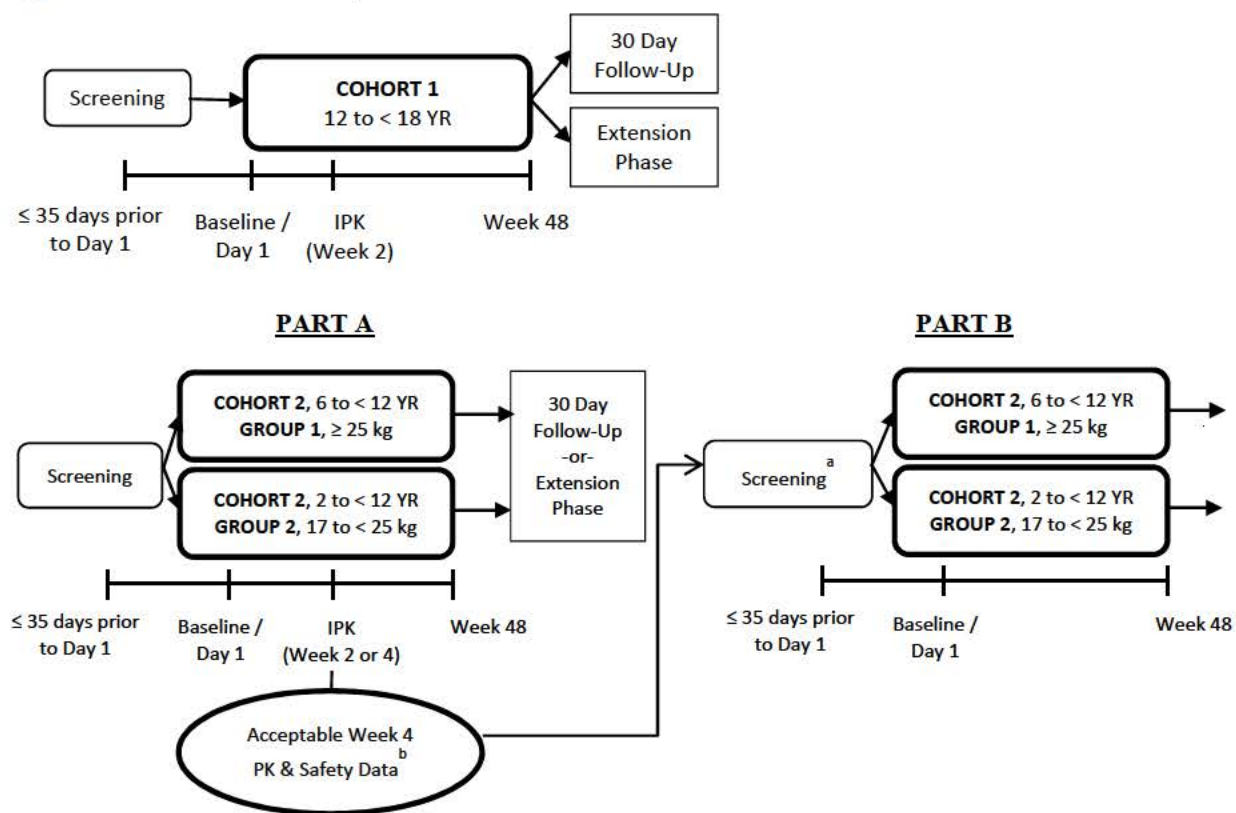 30 Day
Follow-Up
Screening
COHORT 1
12 to < 18 YR
Extension
Phase
≤ 35 days prior
to Day 1
Baseline /
Day 1
IPK
(Week 2)
Week 48
PART A
COHORT 2, 6 to < 12 YR
GROUP 1, ≥ 25 kg
Screening
COHORT 2, 2 to < 12 YR
GROUP 2, 17 to < 25 kg
30 Day
Follow-Up
-or-
Extension
Phase
≤ 35 days prior
to Day 1
Baseline /
Day 1
IPK
(Week 2 or 4)
Week 48
Acceptable Week 4
PK & Safety Data b
PART B
COHORT 2, 6 to < 12 YR
GROUP 1, ≥ 25 kg
Screening a
COHORT 2, 2 to < 12 YR
GROUP 2, 17 to < 25 kg
≤ 35 days prior
to Day 1
Baseline /
Day 1
Week 48